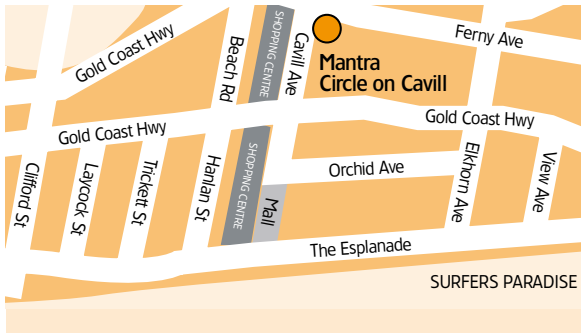 Gold Coast Hwy
Beach Rd
SHOPPING CENTRE
Cavill Ave
Ferny Ave
Mantra
Circle on Cavill
Gold Coast Hwy
Gold Coast Hwy
Clifford St
Laycock St
Trickett St
Hanlan St
SHOPPING CENTRE
Mall
Orchid Ave
Elkhorn Ave
View Ave
The Esplanade
SURFERS PARADISE